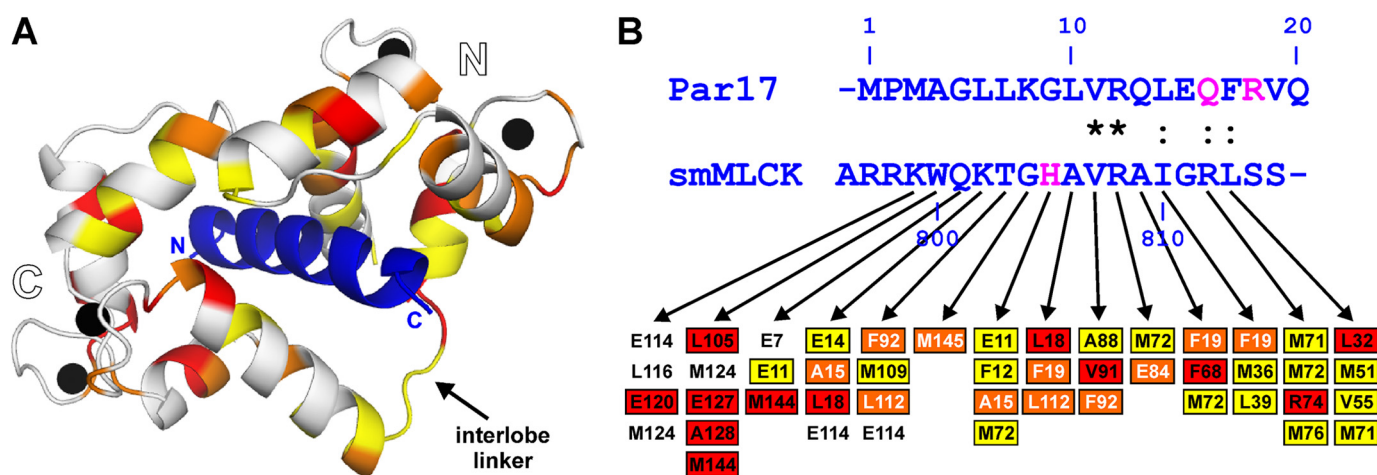 A
N
C
N
C
interlobe
linker
B
1 10 20
Par17 -MPMAGLLKGLVRQLEQFRVQ
** : ::
smMLCK ARRKWQKTGHAVRAIGRLSS-
800 810
E114 L105 E7 E14 F92 M145 E11 L18 A88 M72 F19 F19 M71 L32
L116 M124 E11 A15 M109 F12 F19 V91 E84 F68 M36 M72 M51
E120 E127 M144 L18 L112 A15 L112 F92 M72 L39 R74 V55
M124 A128 E114 E114 M72 M76 M71
M144